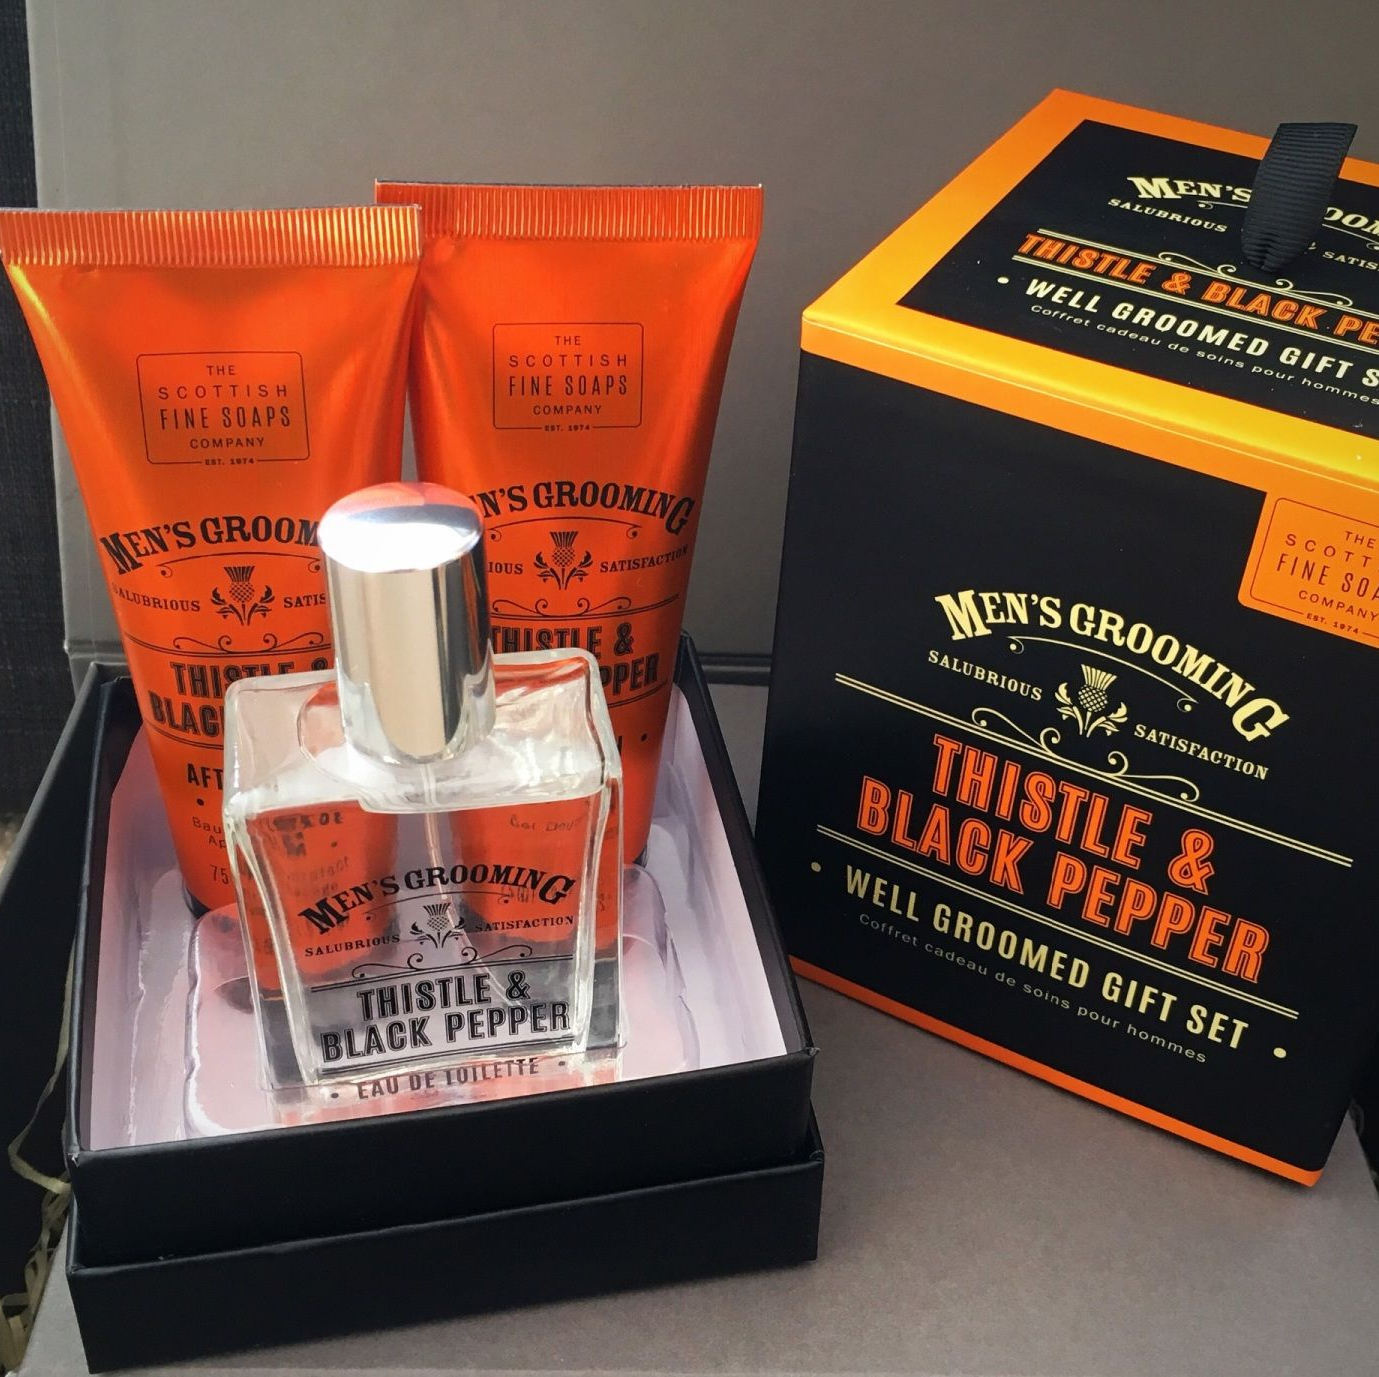 THE
SCOTTISH
FINE SOAPS
COMPANY
EST. 1974
MEN'S
SALUBRIOUS
THISTLE &
AFT
75
THE
SCOTTISH
FINE SOAPS
COMPANY
EST. 1974
GROOMING
SATISFACTION
THISTLE &
MEN'S GROOMING
SALUBRIOUS SATISFACTION
THISTLE &
BLACK PEPPER
• EAU DE TOILETTE •
MEN'S
SALUBRIOUS
THISTLE & BLACK PE
• WELL GROOMED GIFT S
Coffret cadeau de soins pour hommes
THE
SCOTT
FINE SOA
COMPANY
EST. 1974
MEN'S GROOMING
SALUBRIOUS SATISFACTION
THISTLE &
BLACK PEPPER
• WELL GROOMED GIFT SET •
Coffret cadeau de soins pour hommes